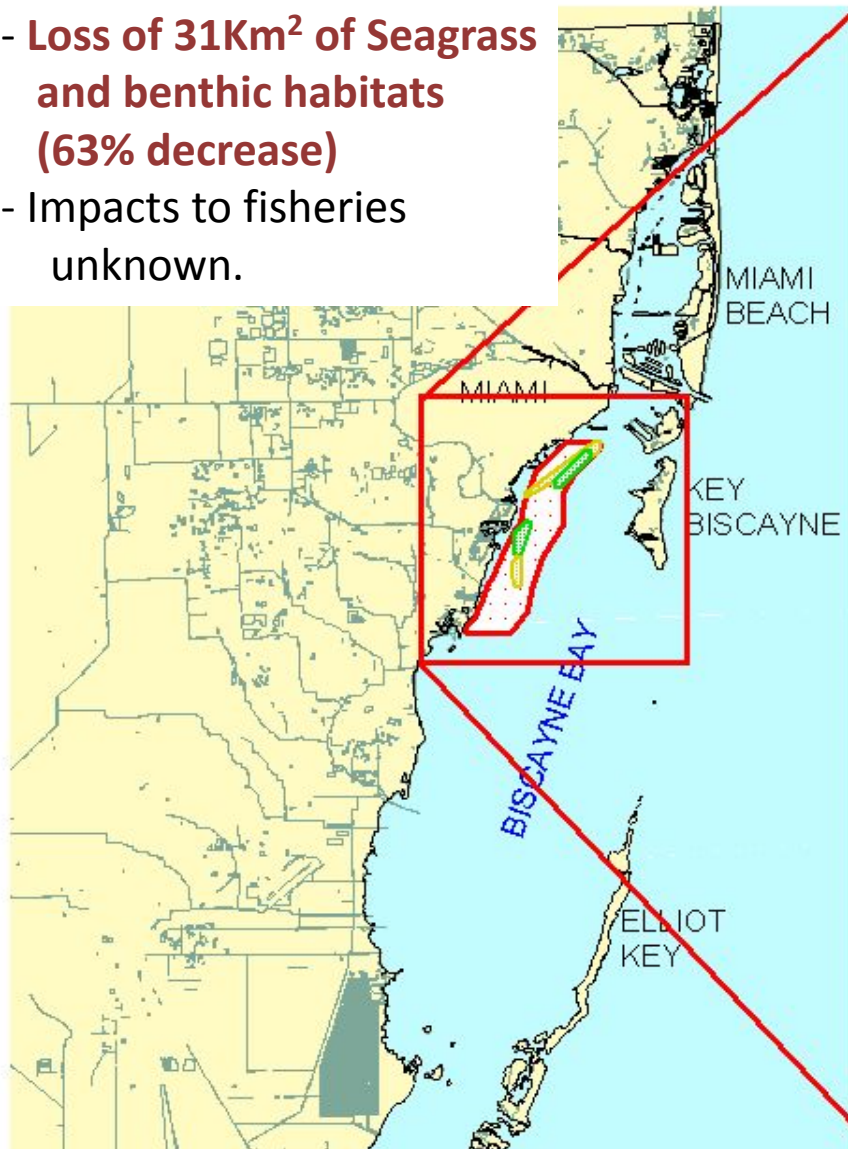 - Loss of 31Km² of Seagrass
and benthic habitats
(63% decrease)
- Impacts to fisheries
unknown.
MIAMI
BEACH
MIAMI
KEY
BISCAYNE
BISCAYNE BAY
ELLIOT
KEY